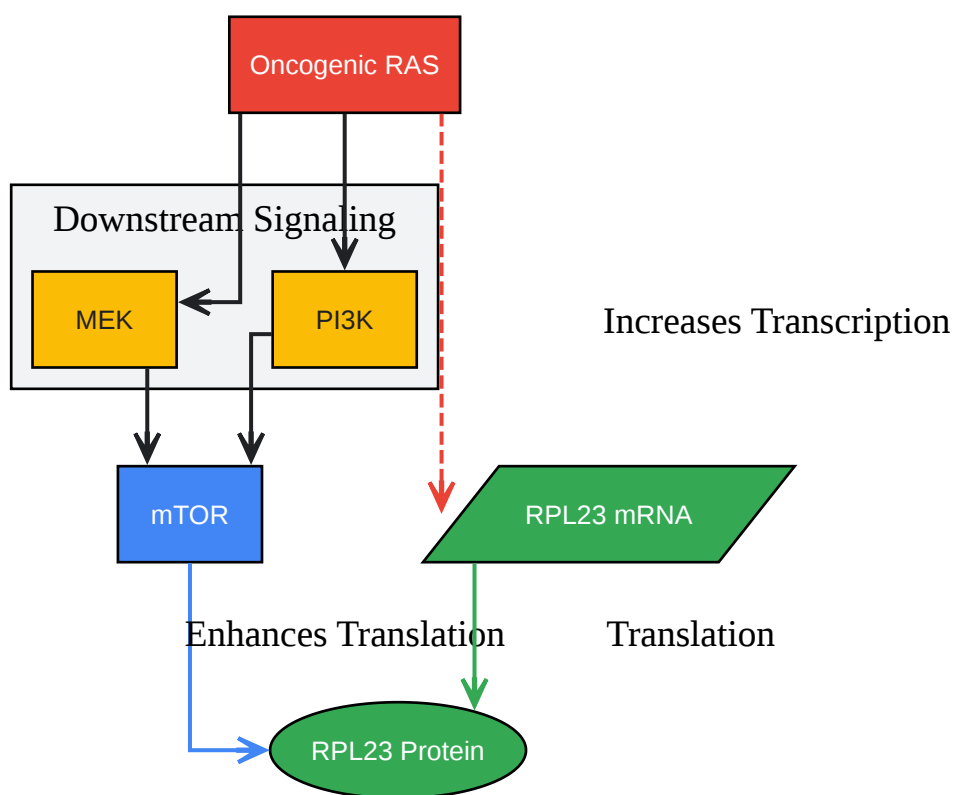 Oncogenic RAS
Downstream Signaling
MEK
PI3K
Increases Transcription
mTOR
RPL23 mRNA
Enhances Translation
Translation
RPL23 Protein